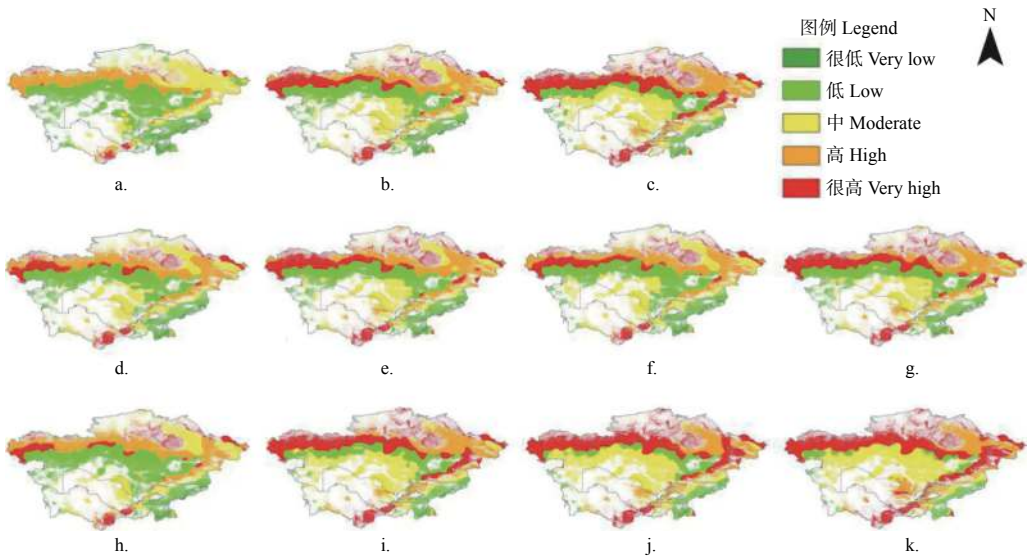 图例 Legend
N
很低 Very low
低 Low
中 Moderate
高 High
很高 Very high
a.
b.
c.
d.
e.
f.
g.
h.
i.
j.
k.